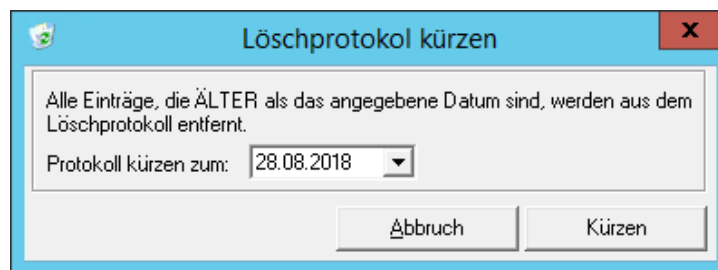 Löschprotokol kürzen
Alle Einträge, die ÄLTER als das angegebene Datum sind, werden aus dem
Löschprotokoll entfernt.
Protokoll kürzen zum: 28.08.2018
Abbruch Kürzen